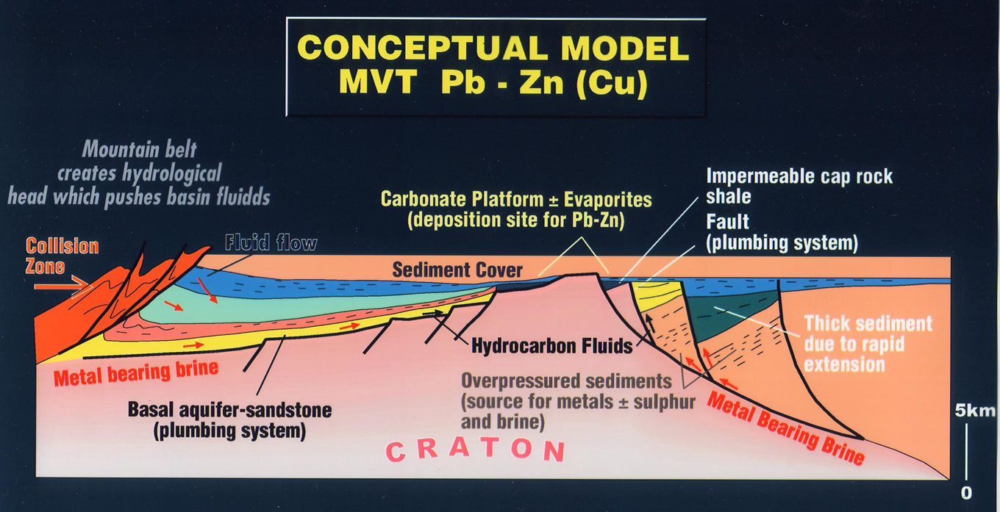 CONCEPTUAL MODEL
MVT Pb - Zn (Cu)
Mountain belt
creates hydrological
head which pushes basin fluidds
Collision
Zone
Fluid flow
Carbonate Platform ± Evaporites
(deposition site for Pb-Zn)
Impermeable cap rock
shale
Fault
(plumbing system)
Sediment Cover
Metal bearing brine
Basal aquifer-sandstone
(plumbing system)
Hydrocarbon Fluids
Overpressured sediments
(source for metals ± sulphur
and brine)
Thick sediment
due to rapid
extension
Metal Bearing Brine
CRATON
5km
0